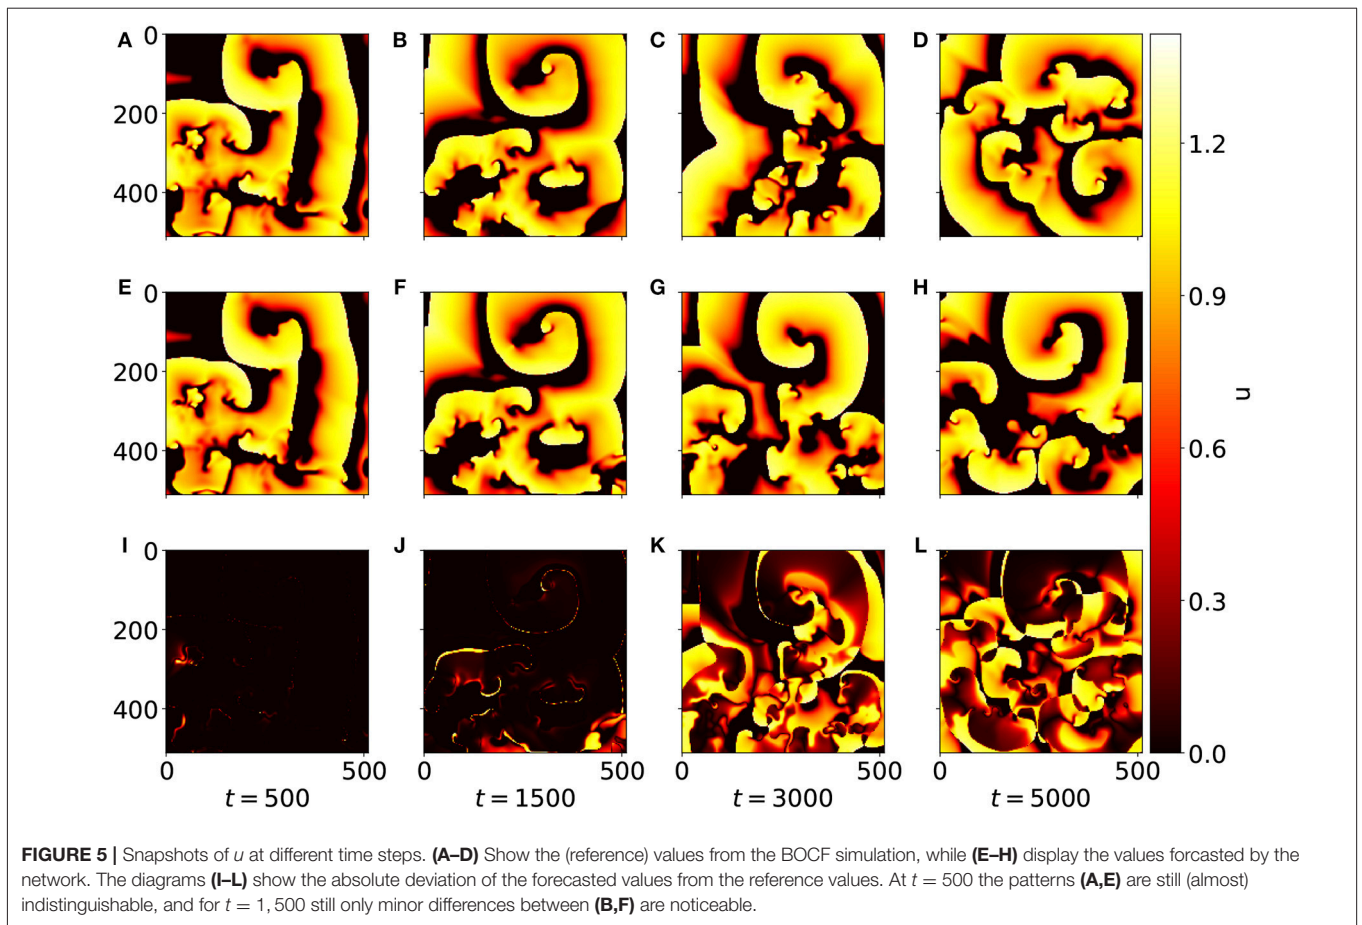 A B C D
0
200
400
1.2
E F G H
0
200
400
0.9
u
0.6
I J K L
0
200
400
0.3
0.0
0 500 0 500 0 500 0 500
t = 500 t = 1500 t = 3000 t = 5000
FIGURE 5 | Snapshots of u at different time steps. (A–D) Show the (reference) values from the BOCF simulation, while (E–H) display the values forcasted by the
network. The diagrams (I–L) show the absolute deviation of the forecasted values from the reference values. At t = 500 the patterns (A,E) are still (almost)
indistinguishable, and for t = 1, 500 still only minor differences between (B,F) are noticeable.